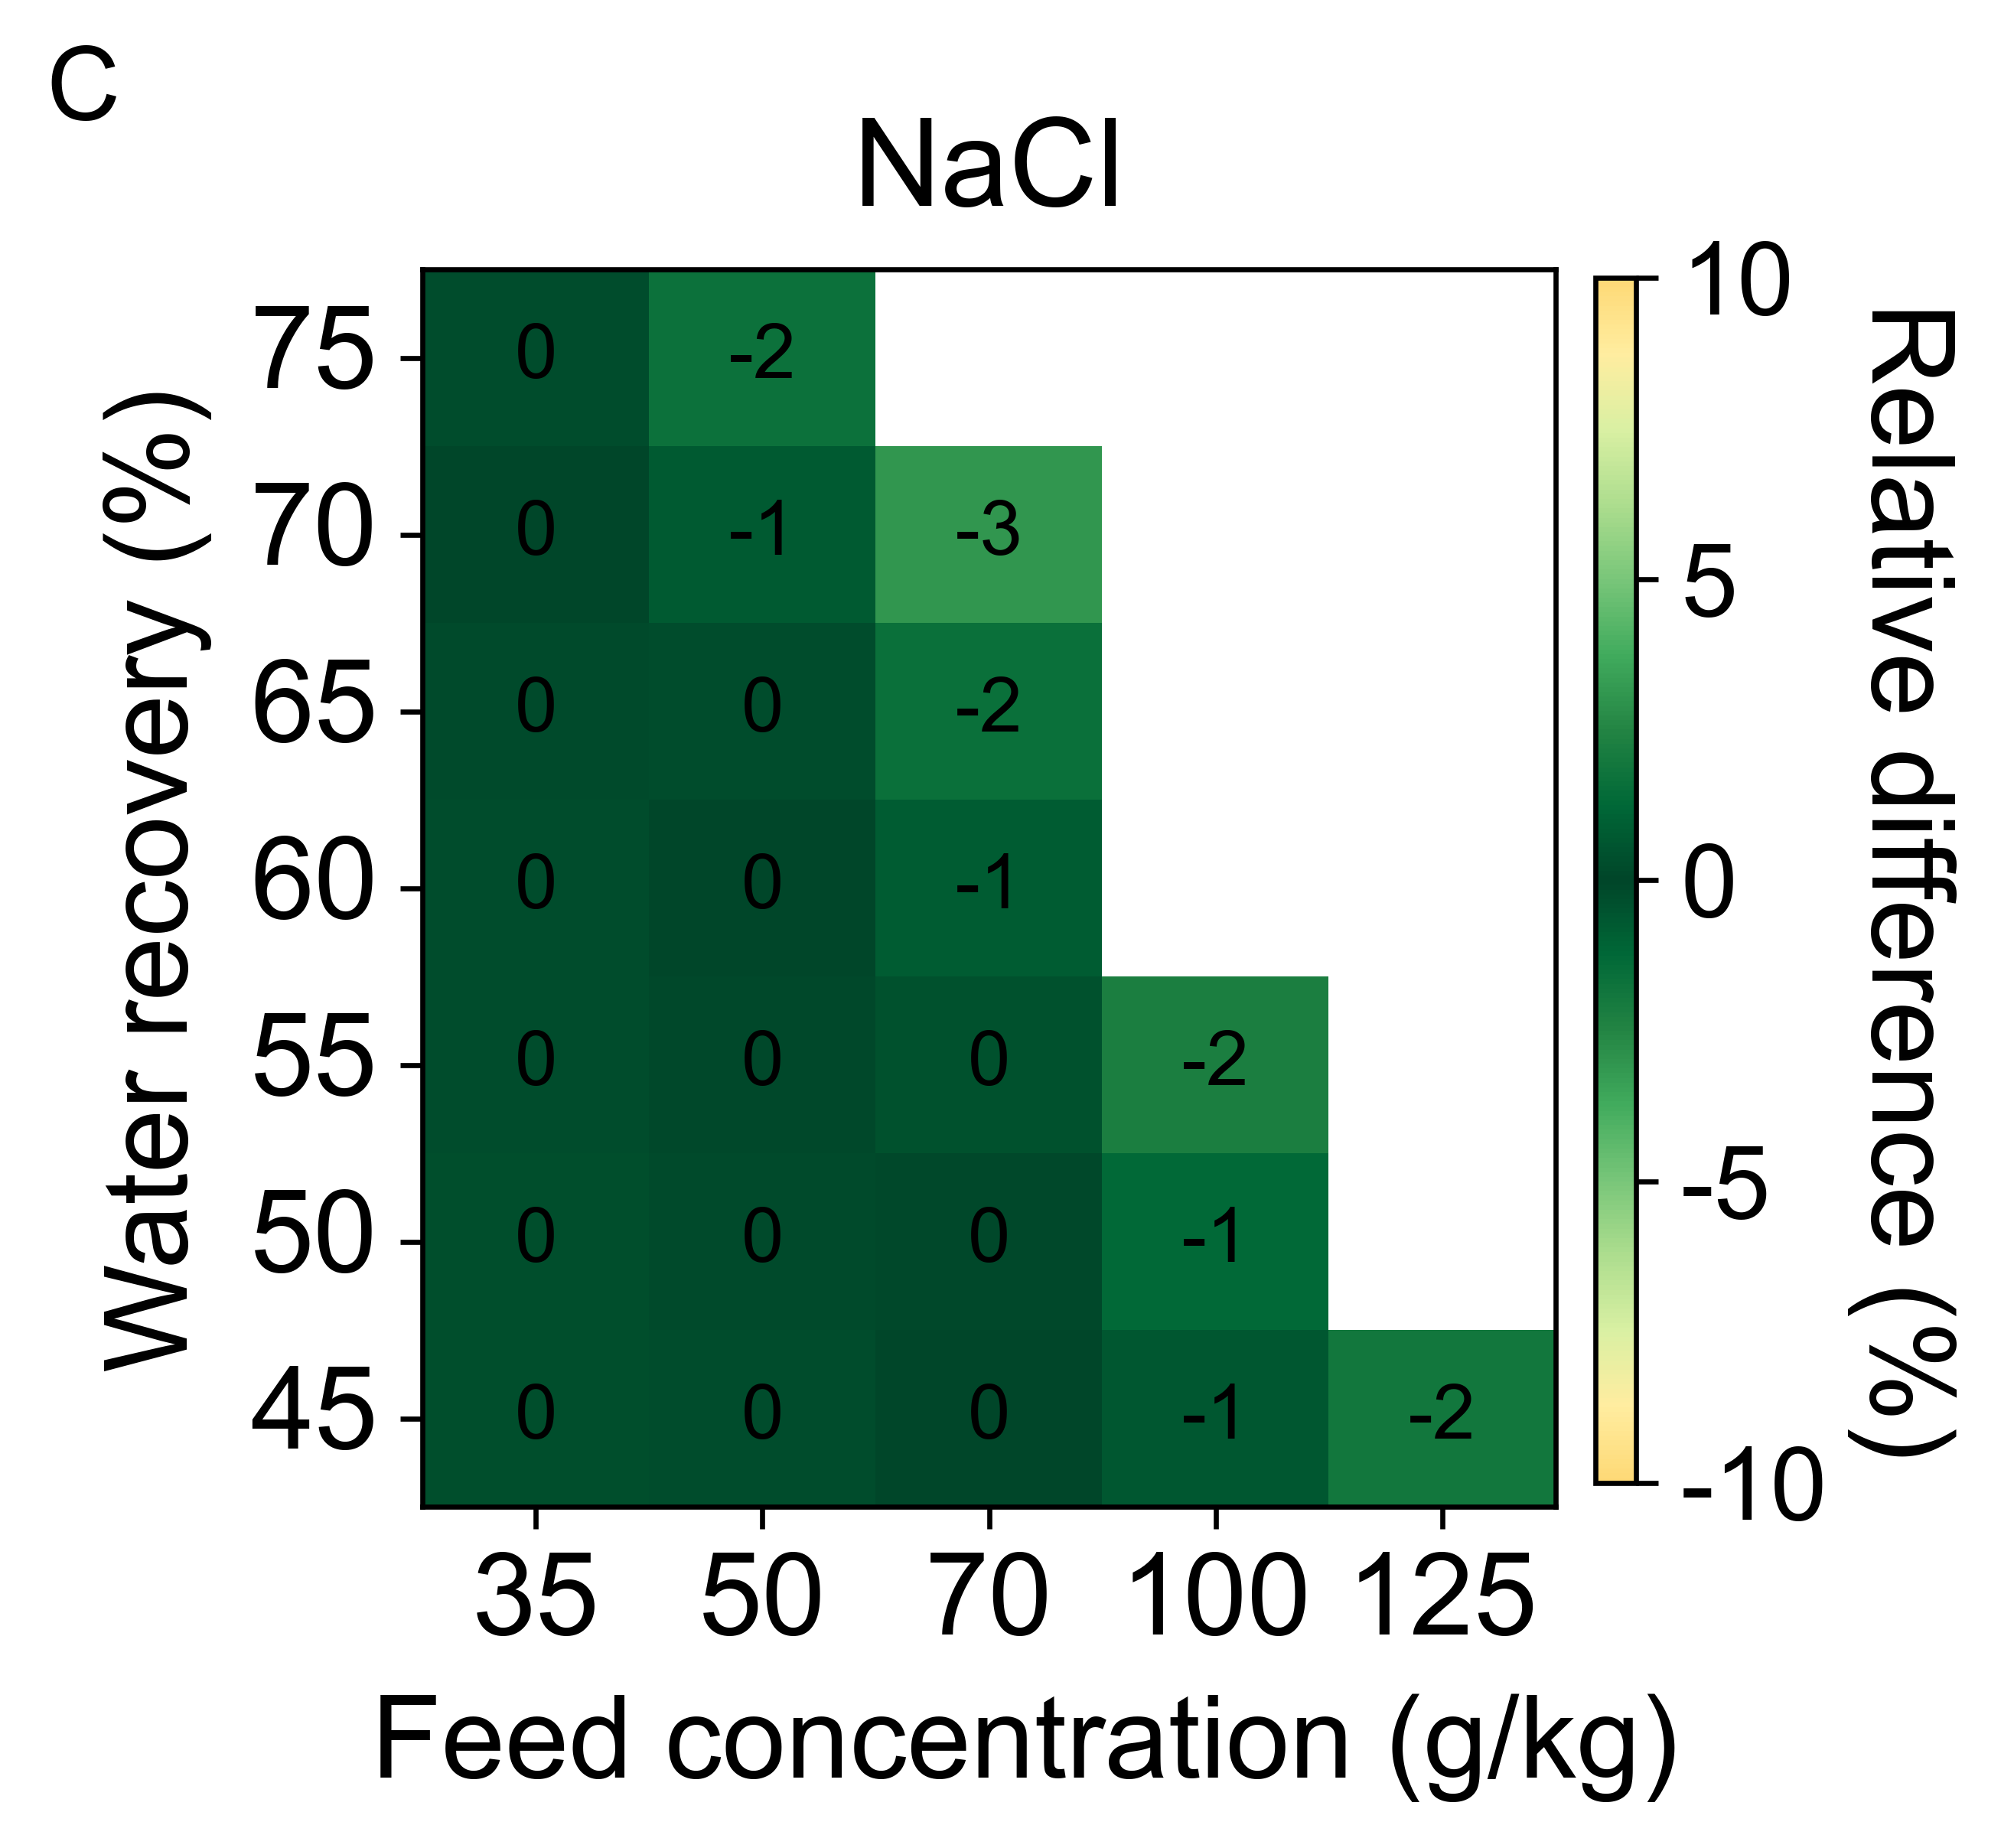 C
NaCl
Water recovery (%)
75 0 -2
70 0 -1 -3
65 0 0 -2
60 0 0 -1
55 0 0 0 -2
50 0 0 0 -1
45 0 0 0 -1 -2
35 50 70 100 125
Feed concentration (g/kg)
10
5
0
-5
-10
Relative difference (%)